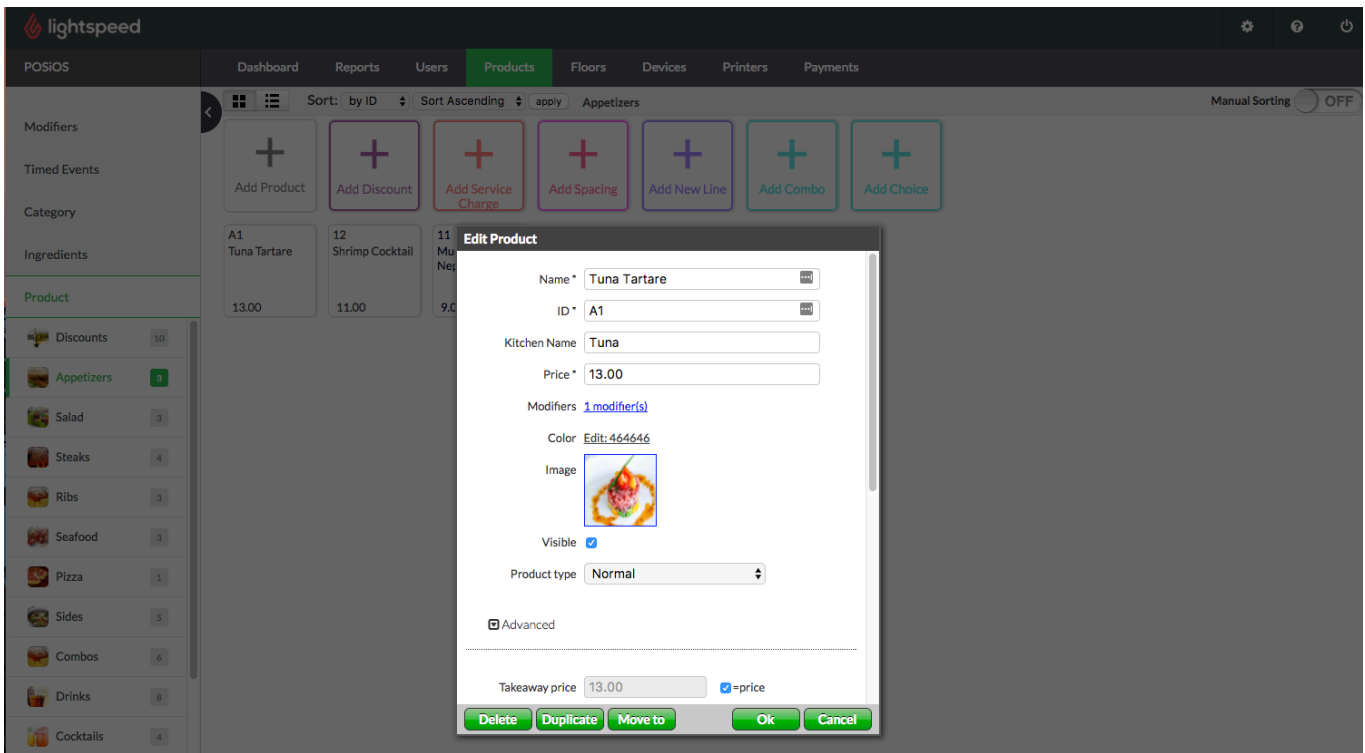 lightspeed
POSiOS
Dashboard Reports Users Products Floors Devices Printers Payments
Sort: by ID Sort Ascending apply Appetizers
Manual Sorting OFF
Modifiers
Timed Events
Category
Ingredients
Product
Discounts 10
Appetizers 3
Salad 3
Steaks 4
Ribs 3
Seafood 3
Pizza 1
Sides 5
Combos 6
Drinks 8
Cocktails 4
Add Product
Add Discount
Add Service
Charge
Add Spacing
Add New Line
Add Combo
Add Choice
A1
Tuna Tartare
13.00
12
Shrimp Cocktail
11.00
11
Edit Product
Name* Tuna Tartare
ID* A1
Kitchen Name Tuna
Price* 13.00
Modifiers 1 modifier(s)
Color Edit: 464646
Image
Visible
Product type Normal
Advanced
Takeaway price 13.00 =price
Delete Duplicate Move to Ok Cancel